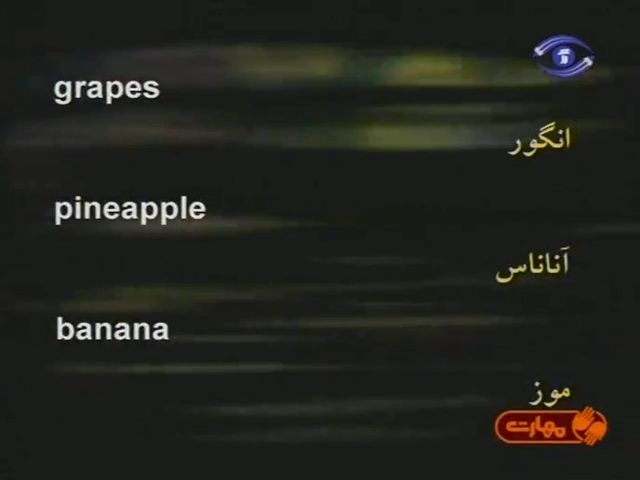 grapes
انگور
pineapple
آناناس
banana
موز
مهارت